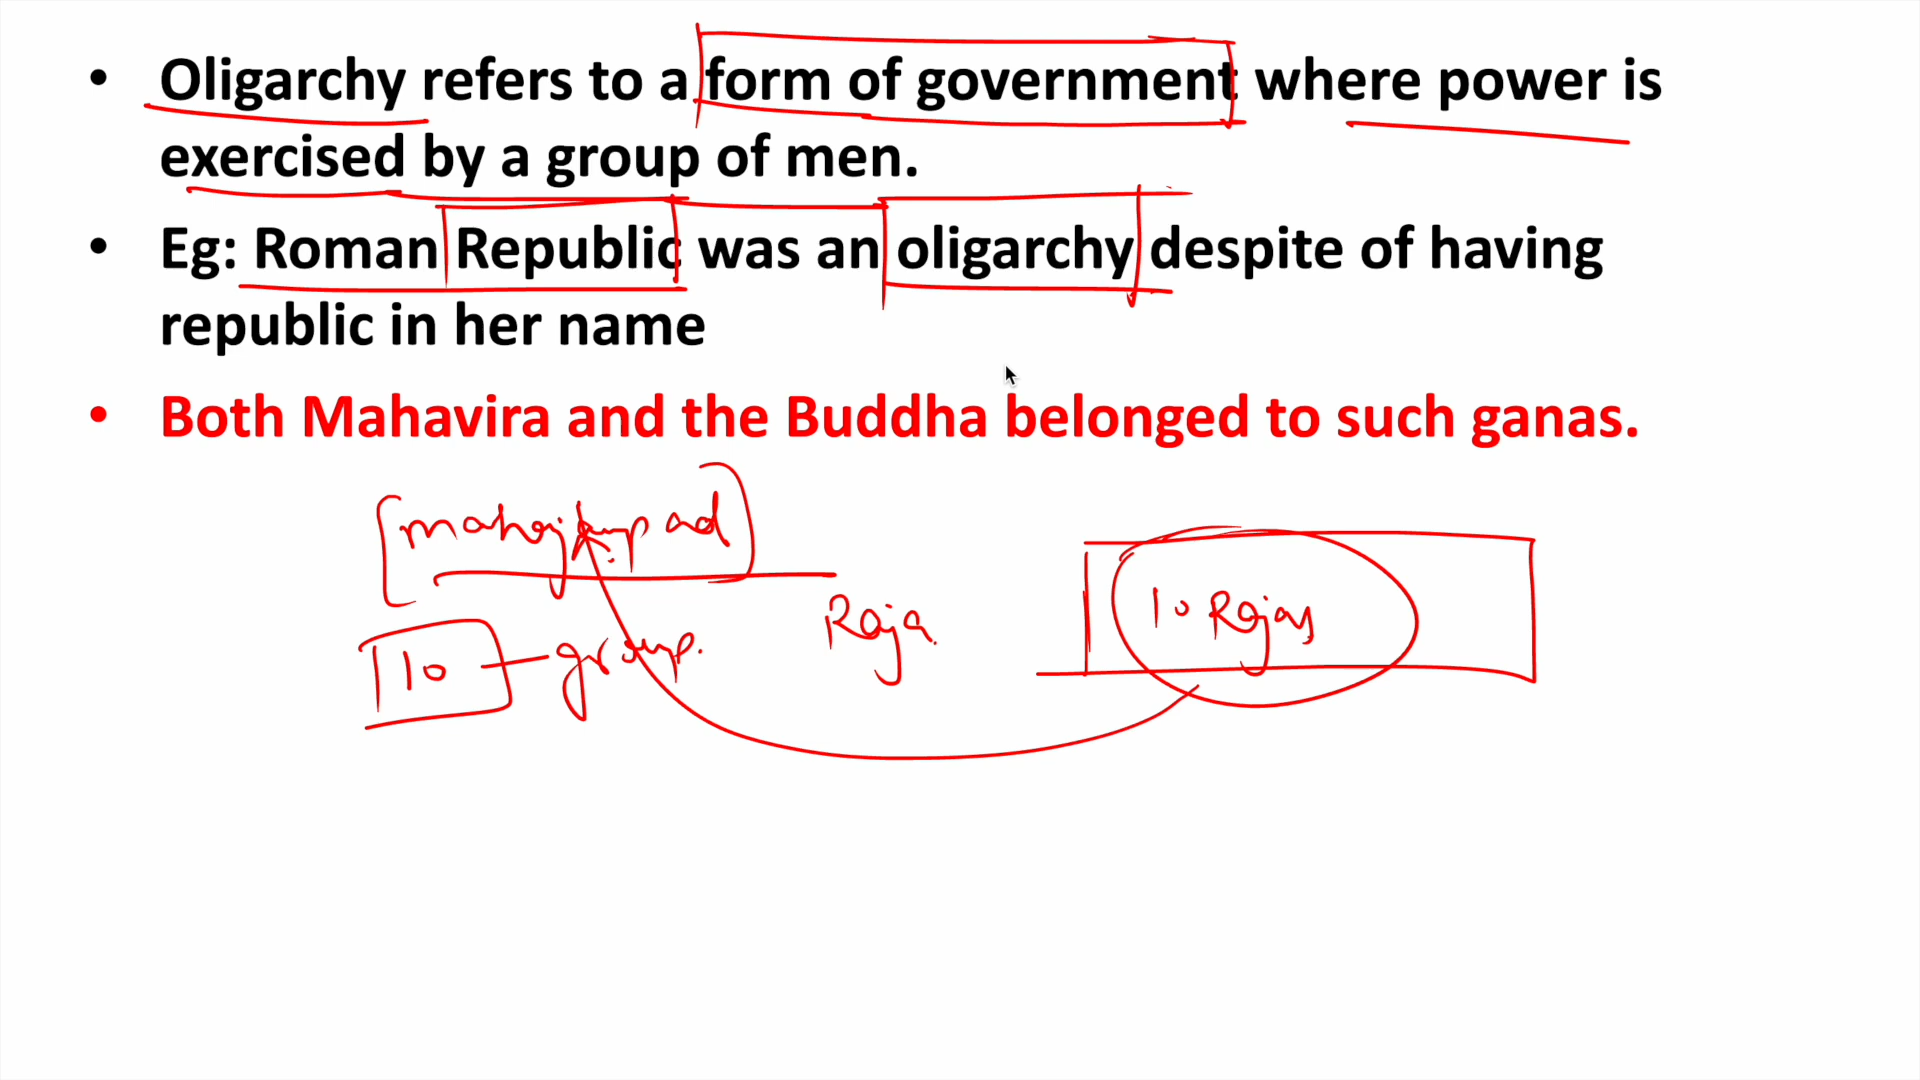 • Oligarchy refers to a form of government where power is
exercised by a group of men.
• Eg: Roman Republic was an oligarchy despite of having
republic in her name
• Both Mahavira and the Buddha belonged to such ganas.
mahajanpad
10 Rajas
Raja
10 group.